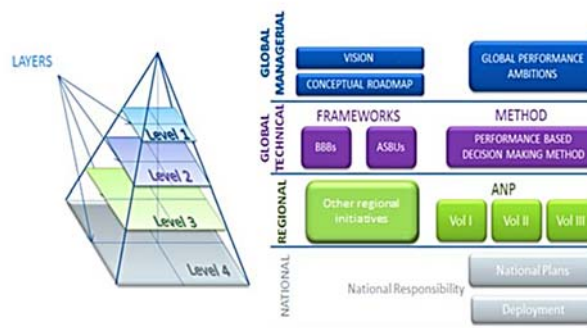 LAYERS
Level 1
Level 2
Level 3
Level 4
GLOBAL
MANAGERIAL
VISION
CONCEPTUAL ROADMAP
GLOBAL PERFORMANCE
AMBITIONS
GLOBAL
TECHNICAL
FRAMEWORKS
BBBs
ASBUs
METHOD
PERFORMANCE BASED
DECISION MAKING METHOD
REGIONAL
Other regional
initiatives
ANP
Vol I
Vol II
Vol III
NATIONAL
National Responsibility
National Plans
Deployment